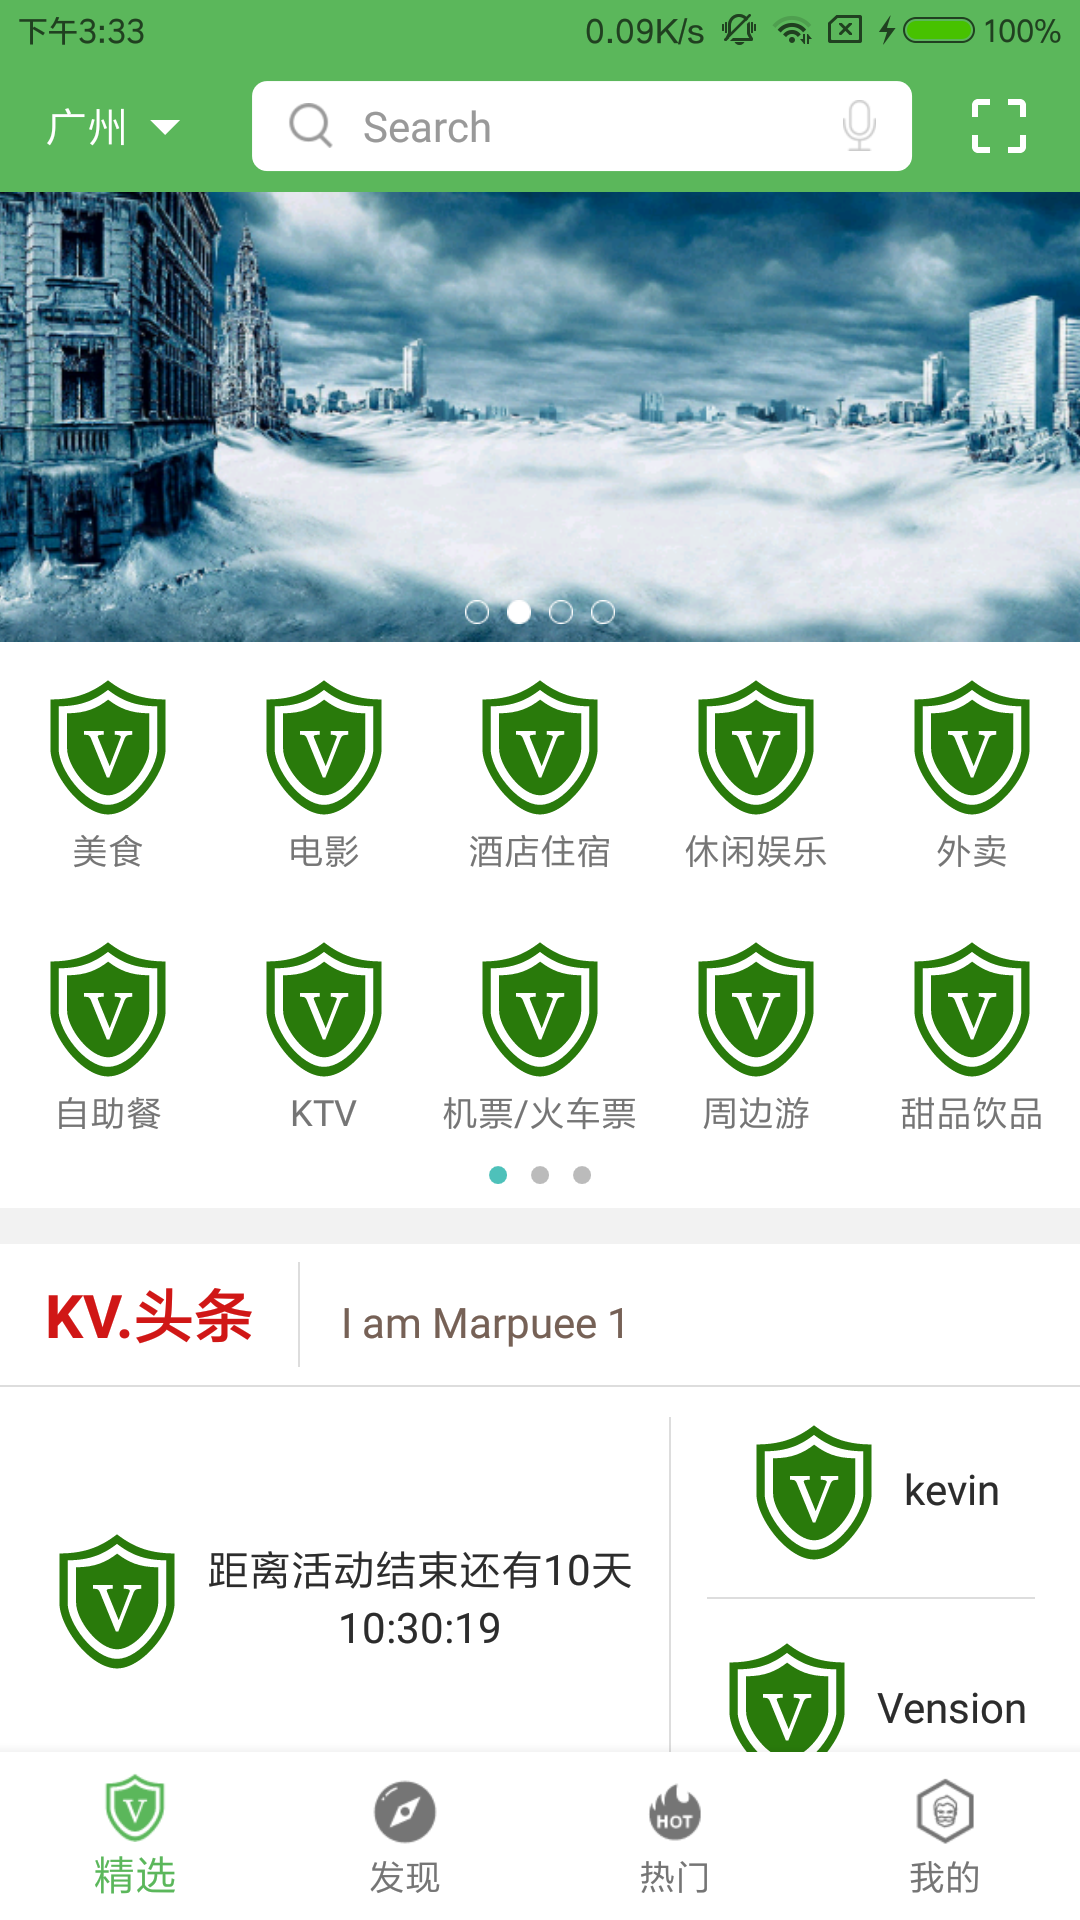 下午3:33 0.09K/s 100%
广州 Search
V V V V V
美食 电影 酒店住宿 休闲娱乐 外卖
V V V V V
自助餐 KTV 机票/火车票 周边游 甜品饮品
KV.头条 I am Marpuee 1
V kevin
V 距离活动结束还有10天
10:30:19
V Vension
V HOT
精选 发现 热门 我的